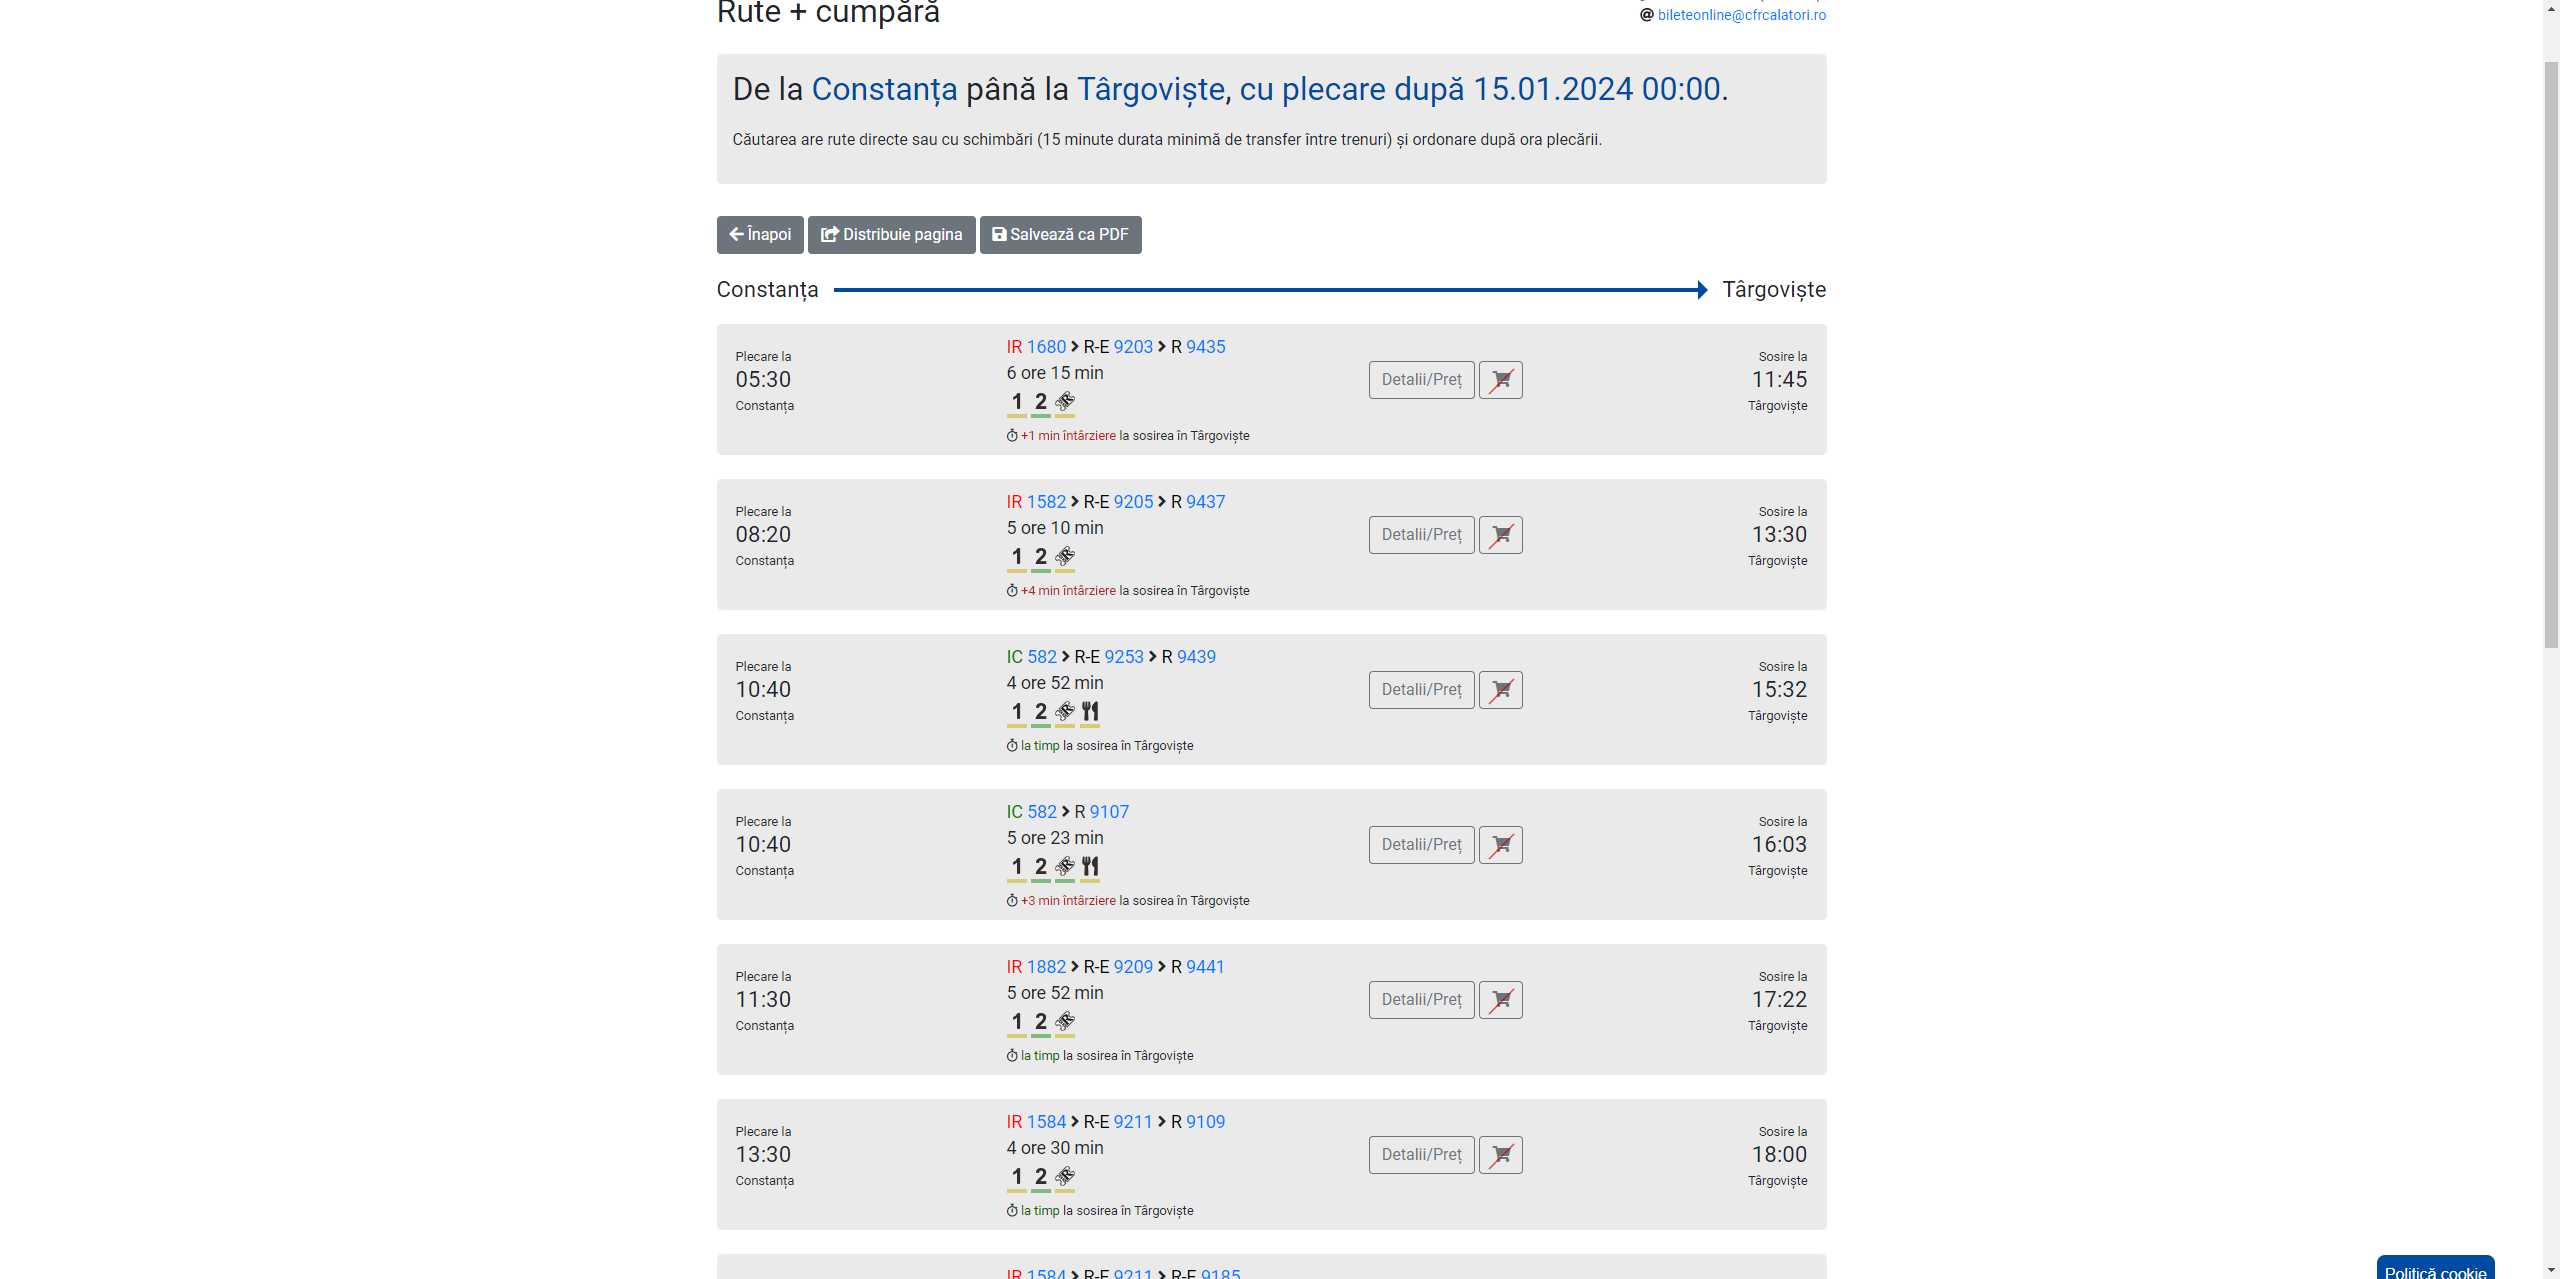 Rute + cumpără
@ bileteonline@cfrcalatori.ro
De la Constanța până la Târgoviște, cu plecare după 15.01.2024 00:00.
Căutarea are rute directe sau cu schimbări (15 minute durata minimă de transfer între trenuri) și ordonare după ora plecării.
Înapoi
Distribuie pagina
Salvează ca PDF
Constanța
Târgoviște
Plecare la
05:30
Constanța
IR 1680 > R-E 9203 > R 9435
6 ore 15 min
1 2 R
+1 min întârziere la sosirea în Târgoviște
Detalii/Preț
Sosire la
11:45
Târgoviște
Plecare la
08:20
Constanța
IR 1582 > R-E 9205 > R 9437
5 ore 10 min
1 2 R
+4 min întârziere la sosirea în Târgoviște
Detalii/Preț
Sosire la
13:30
Târgoviște
Plecare la
10:40
Constanța
IC 582 > R-E 9253 > R 9439
4 ore 52 min
1 2 R
la timp la sosirea în Târgoviște
Detalii/Preț
Sosire la
15:32
Târgoviște
Plecare la
10:40
Constanța
IC 582 > R 9107
5 ore 23 min
1 2 R
+3 min întârziere la sosirea în Târgoviște
Detalii/Preț
Sosire la
16:03
Târgoviște
Plecare la
11:30
Constanța
IR 1882 > R-E 9209 > R 9441
5 ore 52 min
1 2 R
la timp la sosirea în Târgoviște
Detalii/Preț
Sosire la
17:22
Târgoviște
Plecare la
13:30
Constanța
IR 1584 > R-E 9211 > R 9109
4 ore 30 min
1 2 R
la timp la sosirea în Târgoviște
Detalii/Preț
Sosire la
18:00
Târgoviște
IR 1584 > R-E 9211 > R-E 9185
Politică cookie